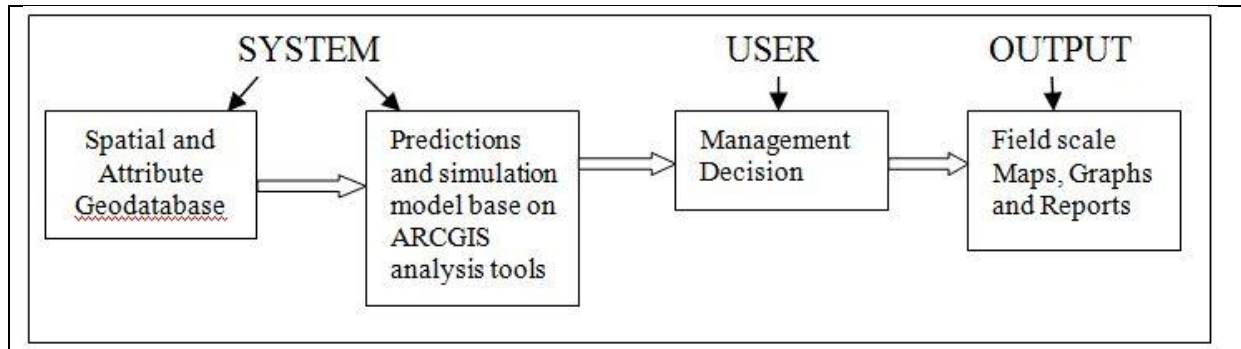 SYSTEM
USER
OUTPUT
Spatial and
Attribute
Geodatabase
Predictions
and simulation
model base on
ARCGIS
analysis tools
Management
Decision
Field scale
Maps, Graphs
and Reports